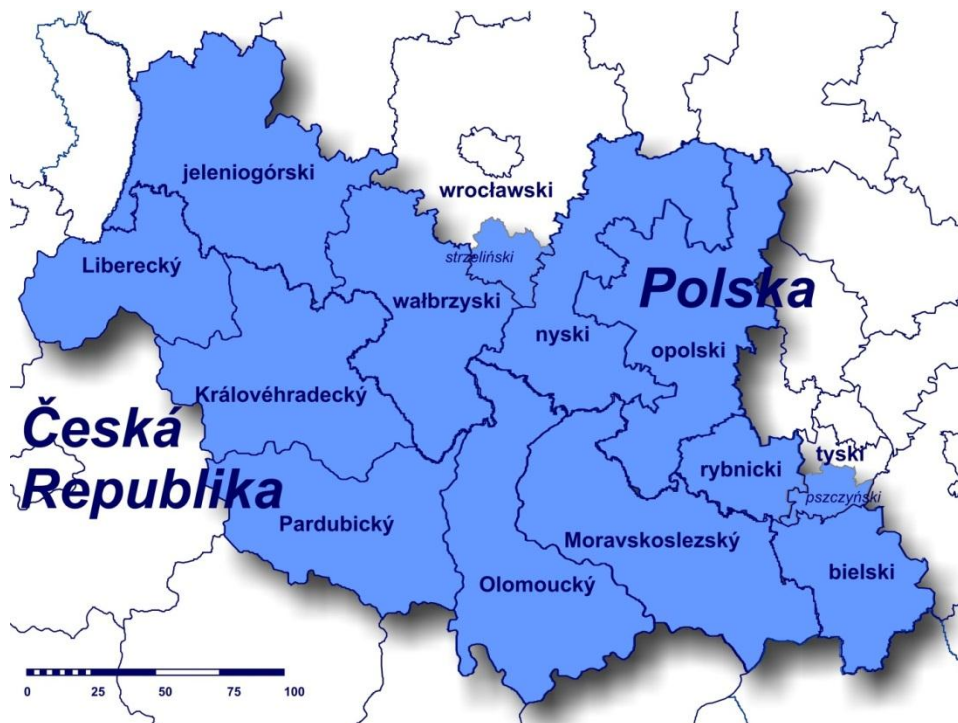 jeleniogórski
wrocławski
strzeliński
Liberecký
wałbrzyski
Polska
nyski
opolski
Královéhradecký
Česká
Republika
tyski
rybnicki
pszczyński
Pardubický
Moravskoslezský
Olomoucký
bielski
0 25 50 75 100